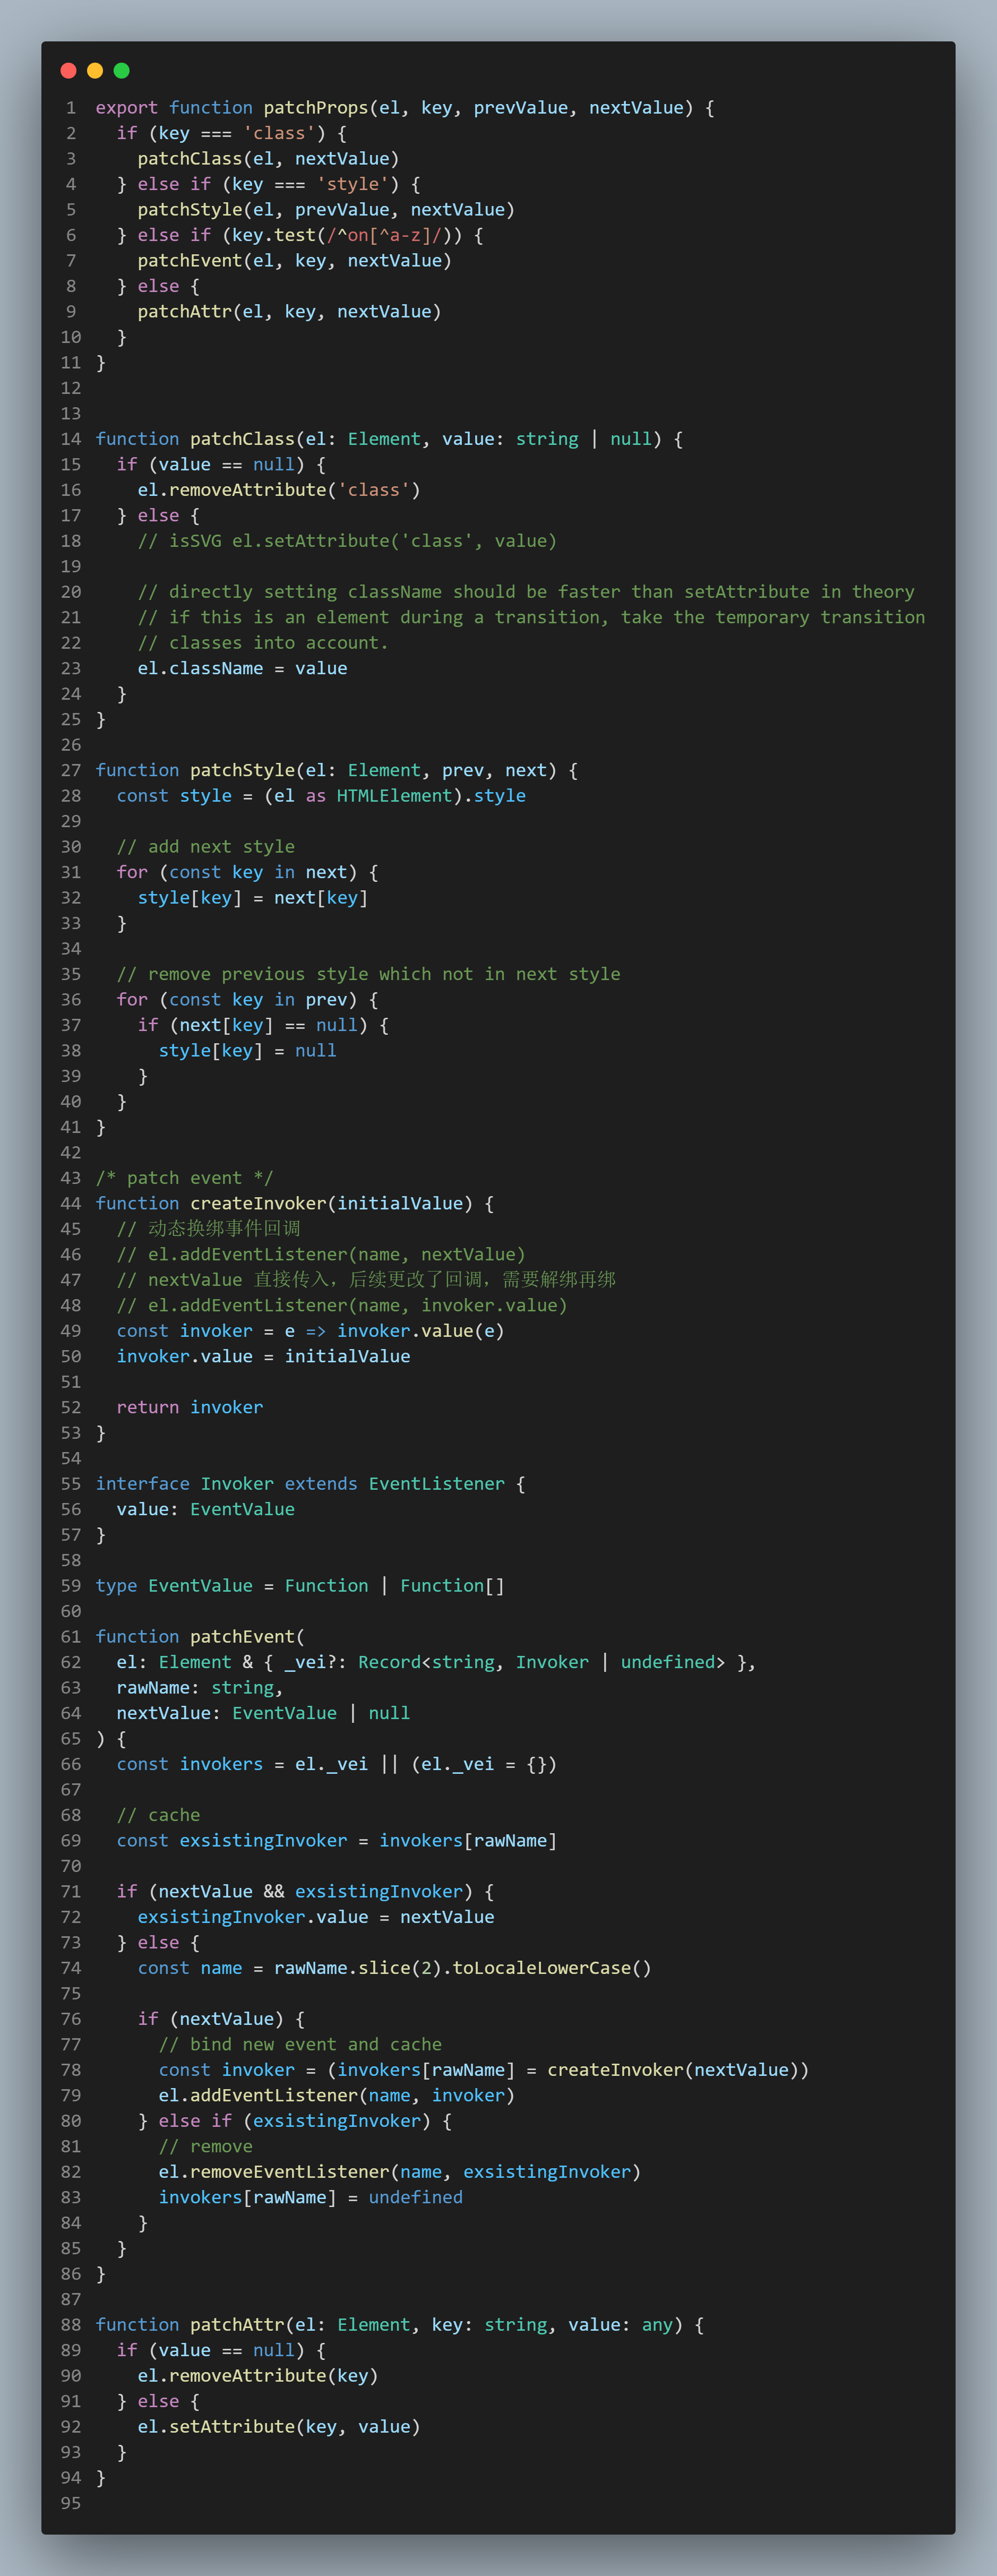 1 export function patchProps(el, key, prevValue, nextValue) {
2   if (key === 'class') {
3     patchClass(el, nextValue)
4   } else if (key === 'style') {
5     patchStyle(el, prevValue, nextValue)
6   } else if (key.test(/^on[^a-z]/)) {
7     patchEvent(el, key, nextValue)
8   } else {
9     patchAttr(el, key, nextValue)
10   }
11 }
12
13
14 function patchClass(el: Element, value: string | null) {
15   if (value == null) {
16     el.removeAttribute('class')
17   } else {
18     // isSVG el.setAttribute('class', value)
19
20     // directly setting className should be faster than setAttribute in theory
21     // if this is an element during a transition, take the temporary transition
22     // classes into account.
23     el.className = value
24   }
25 }
26
27 function patchStyle(el: Element, prev, next) {
28   const style = (el as HTMLElement).style
29
30   // add next style
31   for (const key in next) {
32     style[key] = next[key]
33   }
34
35   // remove previous style which not in next style
36   for (const key in prev) {
37     if (next[key] == null) {
38       style[key] = null
39     }
40   }
41 }
42
43 /* patch event */
44 function createInvoker(initialValue) {
45   // 动态换绑事件回调
46   // el.addEventListener(name, nextValue)
47   // nextValue 直接传入，后续更改了回调，需要解绑再绑
48   // el.addEventListener(name, invoker.value)
49   const invoker = e => invoker.value(e)
50   invoker.value = initialValue
51
52   return invoker
53 }
54
55 interface Invoker extends EventListener {
56   value: EventValue
57 }
58
59 type EventValue = Function | Function[]
60
61 function patchEvent(
62   el: Element & { _vei?: Record<string, Invoker | undefined> },
63   rawName: string,
64   nextValue: EventValue | null
65 ) {
66   const invokers = el._vei || (el._vei = {})
67
68   // cache
69   const exsistingInvoker = invokers[rawName]
70
71   if (nextValue && exsistingInvoker) {
72     exsistingInvoker.value = nextValue
73   } else {
74     const name = rawName.slice(2).toLocaleLowerCase()
75
76     if (nextValue) {
77       // bind new event and cache
78       const invoker = (invokers[rawName] = createInvoker(nextValue))
79       el.addEventListener(name, invoker)
80     } else if (exsistingInvoker) {
81       // remove
82       el.removeEventListener(name, exsistingInvoker)
83       invokers[rawName] = undefined
84     }
85   }
86 }
87
88 function patchAttr(el: Element, key: string, value: any) {
89   if (value == null) {
90     el.removeAttribute(key)
91   } else {
92     el.setAttribute(key, value)
93   }
94 }
95